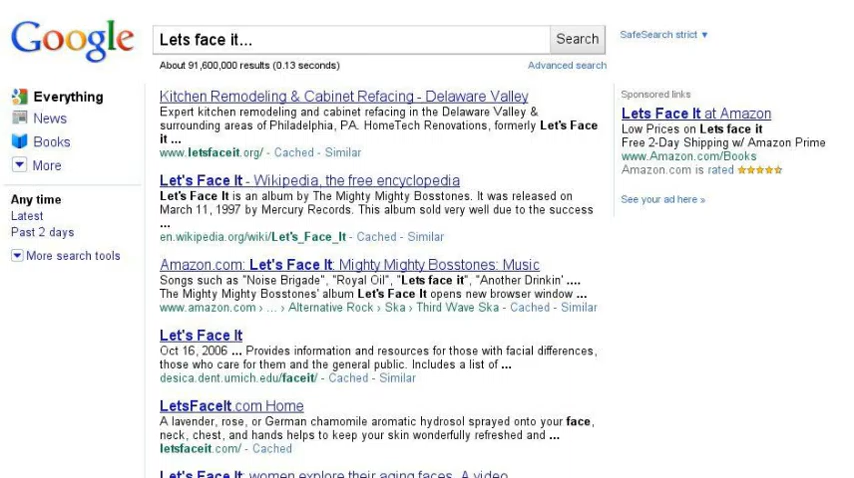 Google
Lets face it...
Search
SafeSearch strict ▼
About 91,600,000 results (0.13 seconds)
Advanced search
Everything
News
Books
More
Any time
Latest
Past 2 days
More search tools
Kitchen Remodeling & Cabinet Refacing - Delaware Valley
Expert kitchen remodeling and cabinet refacing in the Delaware Valley &
surrounding areas of Philadelphia, PA. HomeTech Renovations, formerly Let's Face
it ...
www.letsfaceit.org/ - Cached - Similar
Let's Face It - Wikipedia, the free encyclopedia
Let's Face It is an album by The Mighty Mighty Bosstones. It was released on
March 11, 1997 by Mercury Records. This album sold very well due to the success
...
en.wikipedia.org/wiki/Let's_Face_It - Cached - Similar
Amazon.com: Let's Face It: Mighty Mighty Bosstones: Music
Songs such as "Noise Brigade", "Royal Oil", "Lets face it", "Another Drinkin' ....
The Mighty Mighty Bosstones' album Let's Face It opens new browser window ...
www.amazon.com › ... › Alternative Rock › Ska › Third Wave Ska - Cached - Similar
Let's Face It
Oct 16, 2006 ... Provides information and resources for those with facial differences,
those who care for them and the general public. Includes a list of ...
desica.dent.umich.edu/faceit/ - Cached - Similar
LetsFaceIt.com Home
A lavender, rose, or German chamomile aromatic hydrosol sprayed onto your face,
neck, chest, and hands helps to keep your skin wonderfully refreshed and ...
letsfaceit.com/ - Cached
Let's Face It: women explore their aging faces. A video
Sponsored links
Lets Face It at Amazon
Low Prices on Lets face it
Free 2-Day Shipping w/ Amazon Prime
www.Amazon.com/Books
Amazon.com is rated ★★★★★
See your ad here »